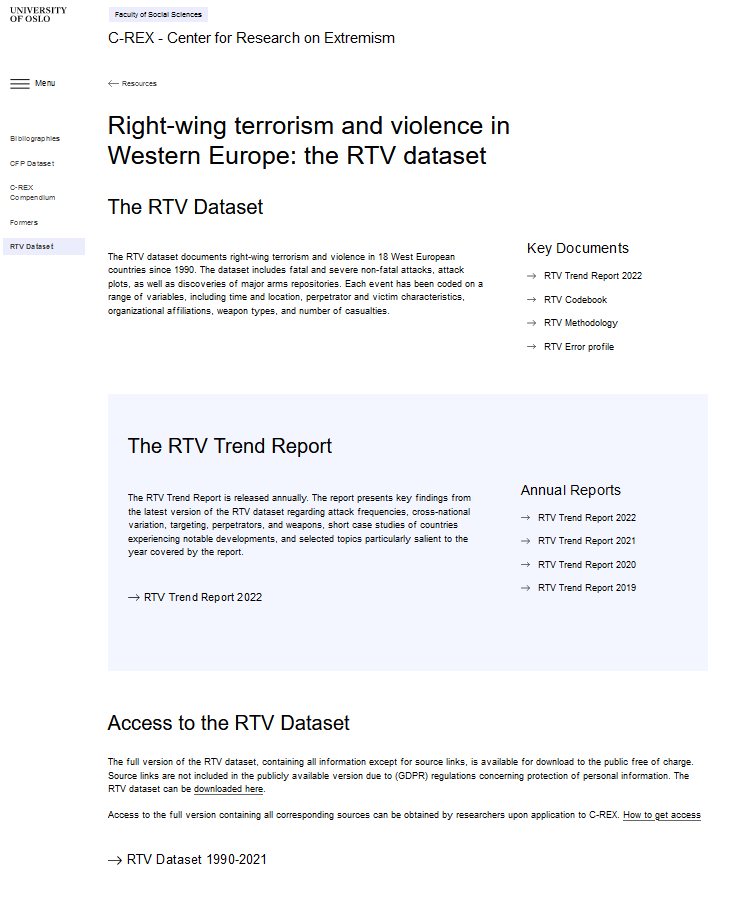 UNIVERSITY
OF OSLO
Faculty of Social Sciences
C-REX - Center for Research on Extremism
Menu
Resources
Bibliographies
CFP Dataset
C-REX
Compendium
Formers
RTV Dataset
Right-wing terrorism and violence in
Western Europe: the RTV dataset
The RTV Dataset
The RTV dataset documents right-wing terrorism and violence in 18 West European
countries since 1990. The dataset includes fatal and severe non-fatal attacks, attack
plots, as well as discoveries of major arms repositories. Each event has been coded on a
range of variables, including time and location, perpetrator and victim characteristics,
organizational affiliations, weapon types, and number of casualties.
Key Documents
RTV Trend Report 2022
RTV Codebook
RTV Methodology
RTV Error profile
The RTV Trend Report
The RTV Trend Report is released annually. The report presents key findings from
the latest version of the RTV dataset regarding attack frequencies, cross-national
variation, targeting, perpetrators, and weapons, short case studies of countries
experiencing notable developments, and selected topics particularly salient to the
year covered by the report.
RTV Trend Report 2022
Annual Reports
RTV Trend Report 2022
RTV Trend Report 2021
RTV Trend Report 2020
RTV Trend Report 2019
Access to the RTV Dataset
The full version of the RTV dataset, containing all information except for source links, is available for download to the public free of charge.
Source links are not included in the publicly available version due to (GDPR) regulations concerning protection of personal information. The
RTV dataset can be downloaded here.
Access to the full version containing all corresponding sources can be obtained by researchers upon application to C-REX. How to get access
RTV Dataset 1990-2021